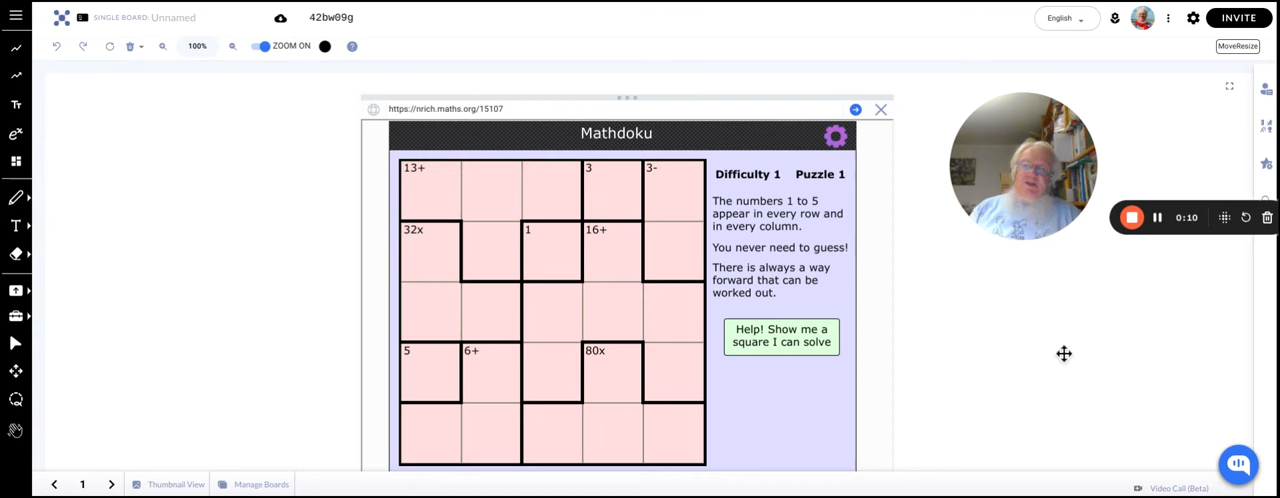 SINGLE BOARD: Unnamed
42bw09g
English
INVITE
100%
ZOOM ON
?
MoveResize
https://nrich.maths.org/15107
Mathdoku
13+
3
3-
32x
1
16+
5
6+
80x
Difficulty 1 Puzzle 1
The numbers 1 to 5
appear in every row and
in every column.
You never need to guess!
There is always a way
forward that can be
worked out.
Help! Show me a
square I can solve
0:10
Tr
eˣ
T
1
Thumbnail View
Manage Boards
Video Call (Beta)